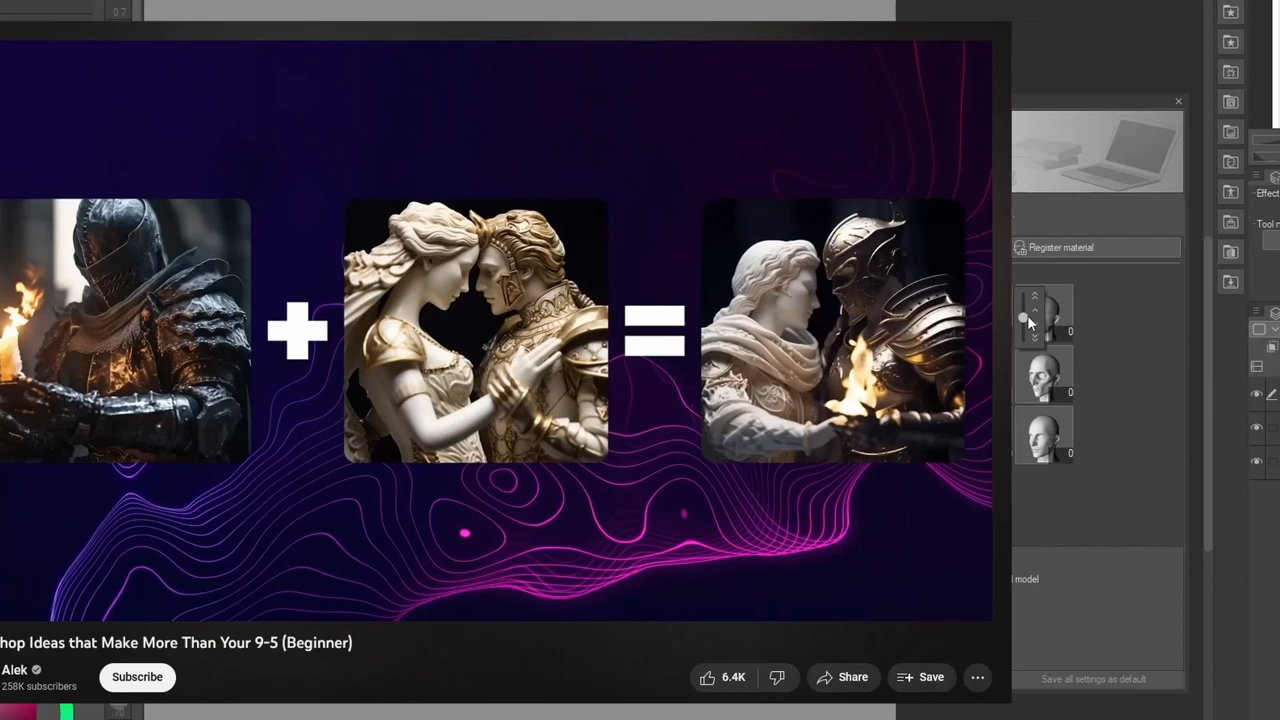 0.7
Register material
Effect
Tool n
0
0
0
l model
Save all settings as default
hop Ideas that Make More Than Your 9-5 (Beginner)
Alek
258K subscribers
Subscribe
6.4K
Share
Save
70